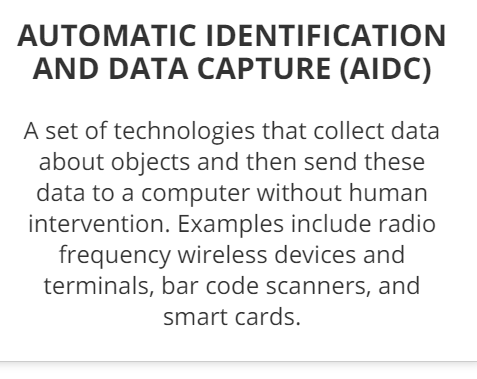 AUTOMATIC IDENTIFICATION
AND DATA CAPTURE (AIDC)
A set of technologies that collect data
about objects and then send these
data to a computer without human
intervention. Examples include radio
frequency wireless devices and
terminals, bar code scanners, and
smart cards.